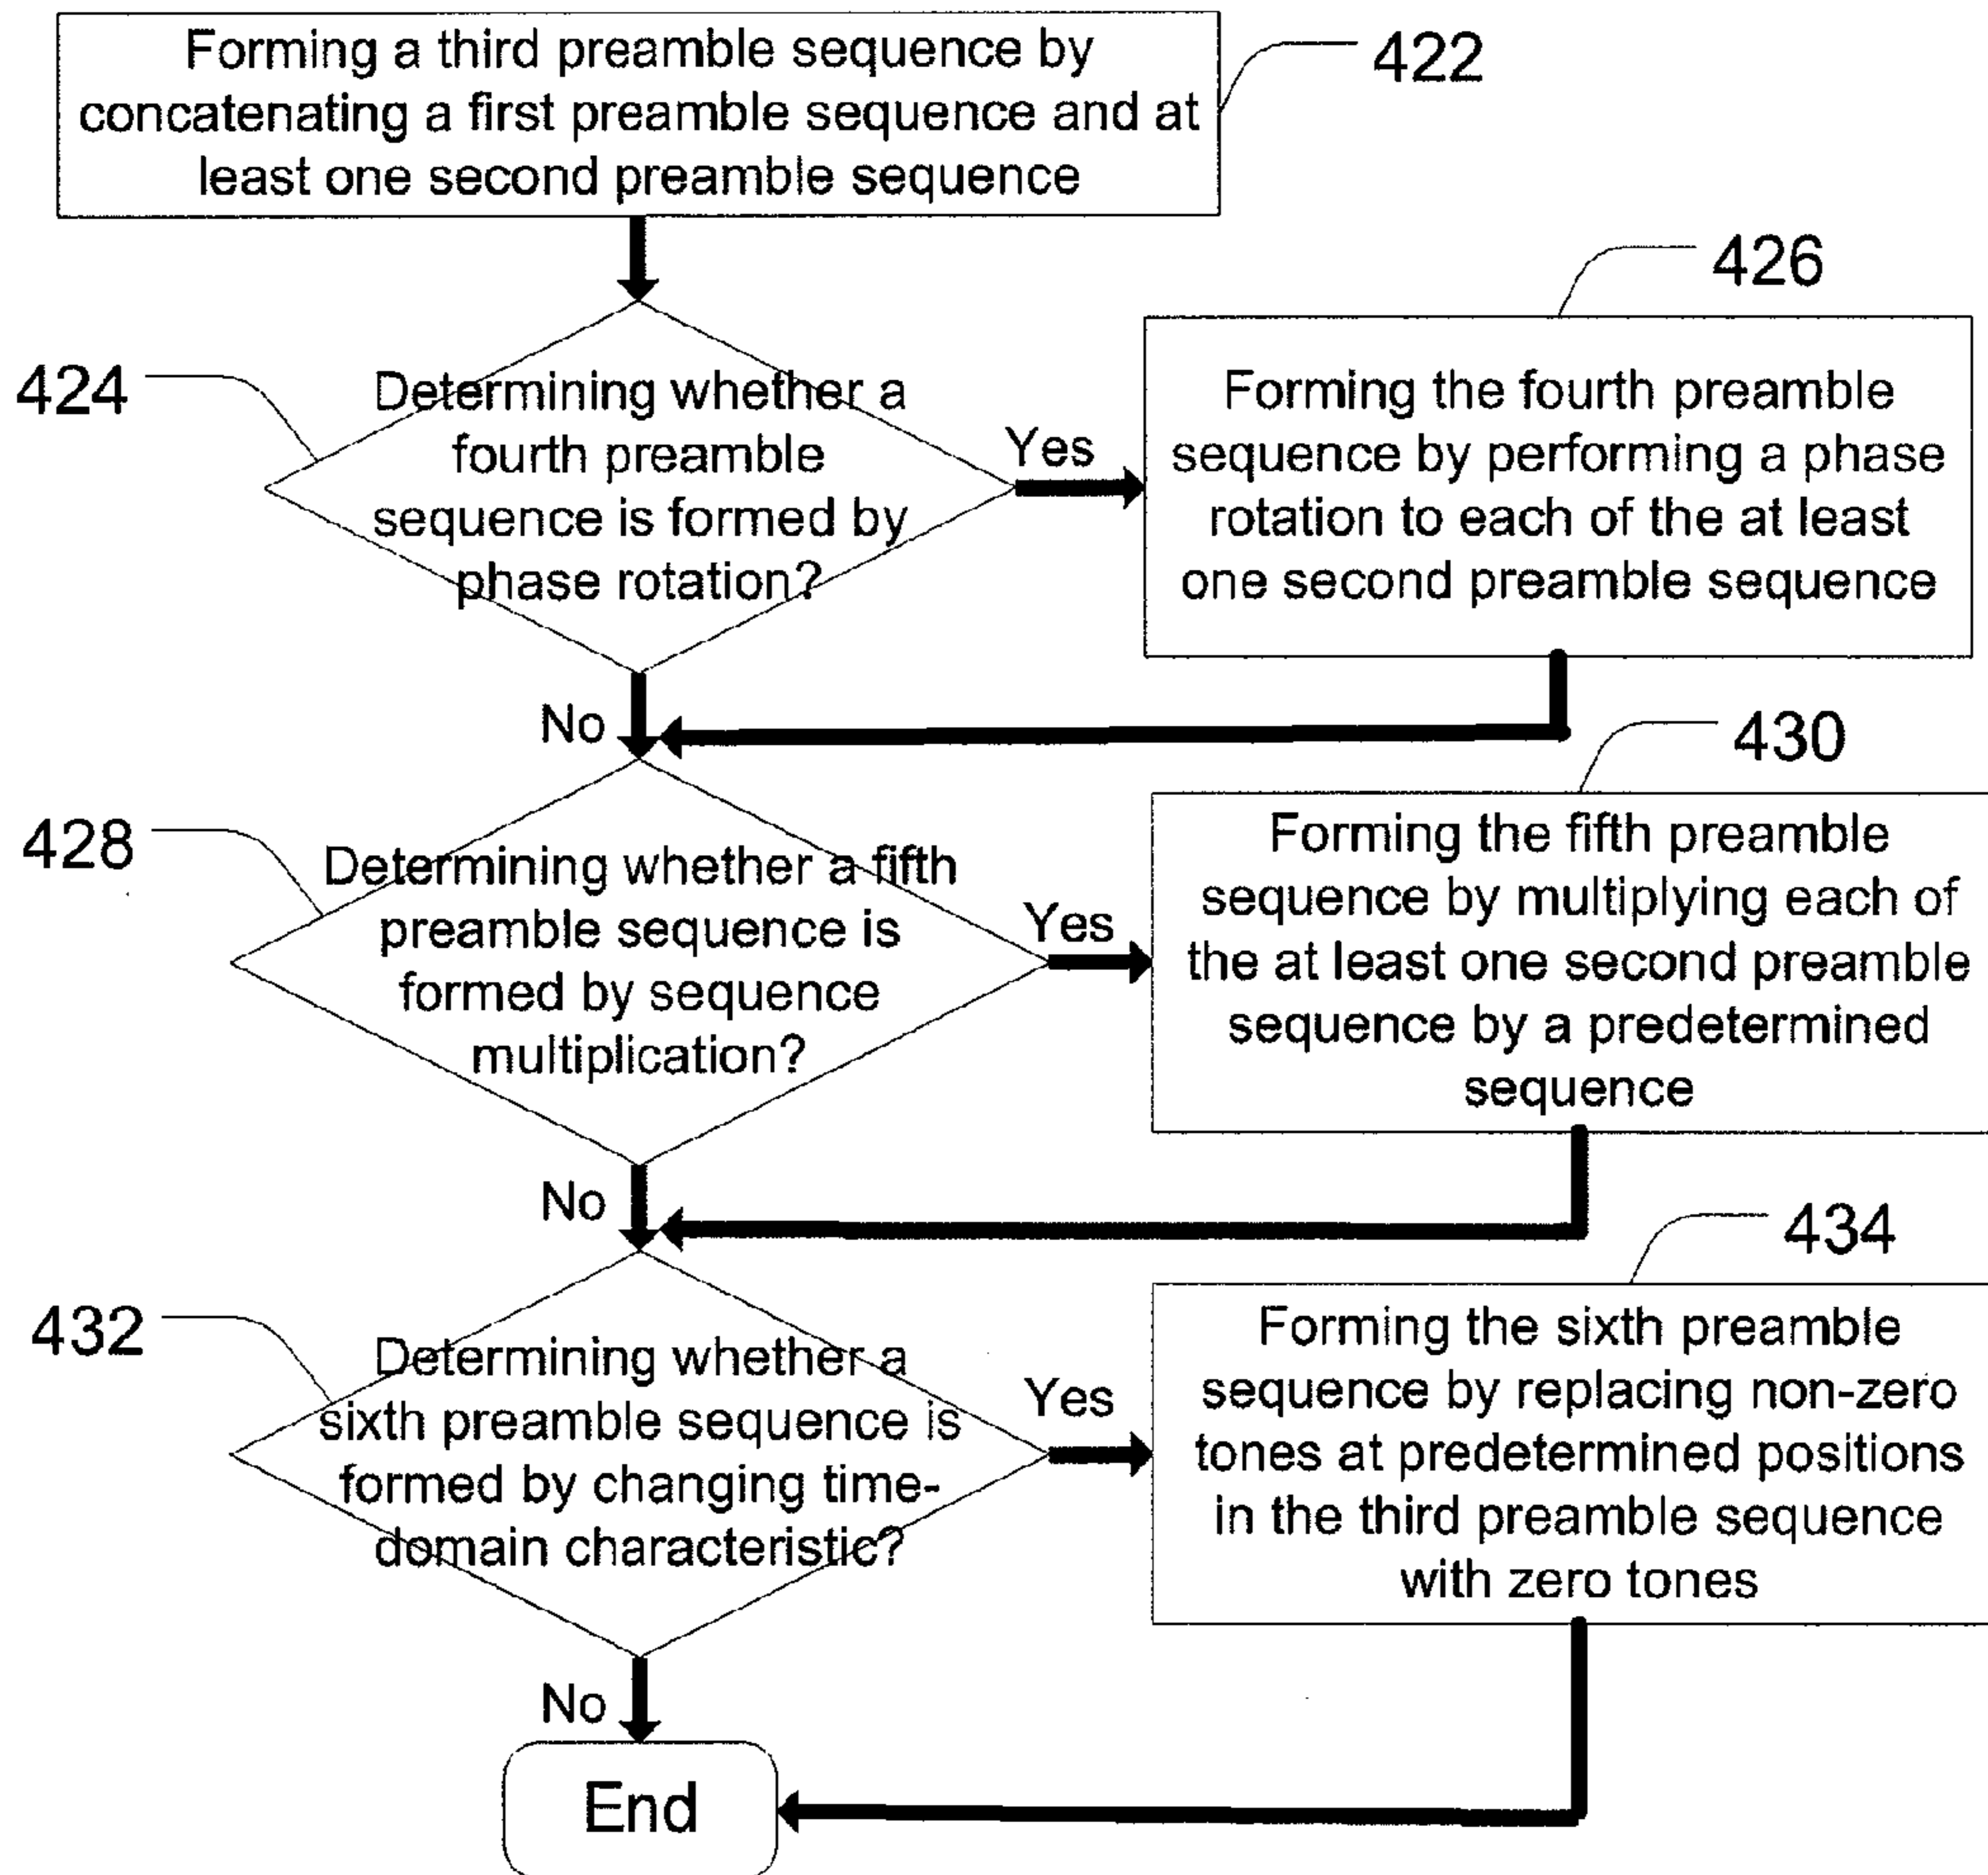 Forming a third preamble sequence by
concatenating a first preamble sequence and at
least one second preamble sequence
422
424
Determining whether a
fourth preamble
sequence is formed by
phase rotation?
Yes
426
Forming the fourth preamble
sequence by performing a phase
rotation to each of the at least
one second preamble sequence
No
428
Determining whether a fifth
preamble sequence is
formed by sequence
multiplication?
Yes
430
Forming the fifth preamble
sequence by multiplying each of
the at least one second preamble
sequence by a predetermined
sequence
No
432
Determining whether a
sixth preamble sequence is
formed by changing time-
domain characteristic?
Yes
434
Forming the sixth preamble
sequence by replacing non-zero
tones at predetermined positions
in the third preamble sequence
with zero tones
No
End